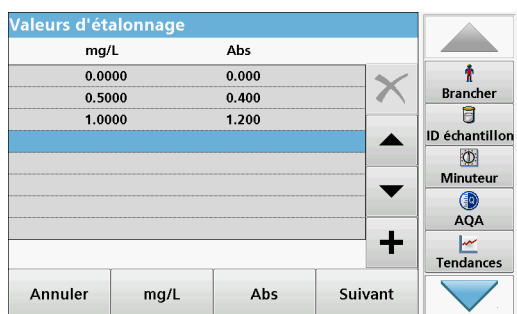 Valeurs d'étalonnage
mg/L Abs
0.0000 0.000
0.5000 0.400
1.0000 1.200
Annuler mg/L Abs Suivant
Brancher
ID échantillon
Minuteur
AQA
Tendances